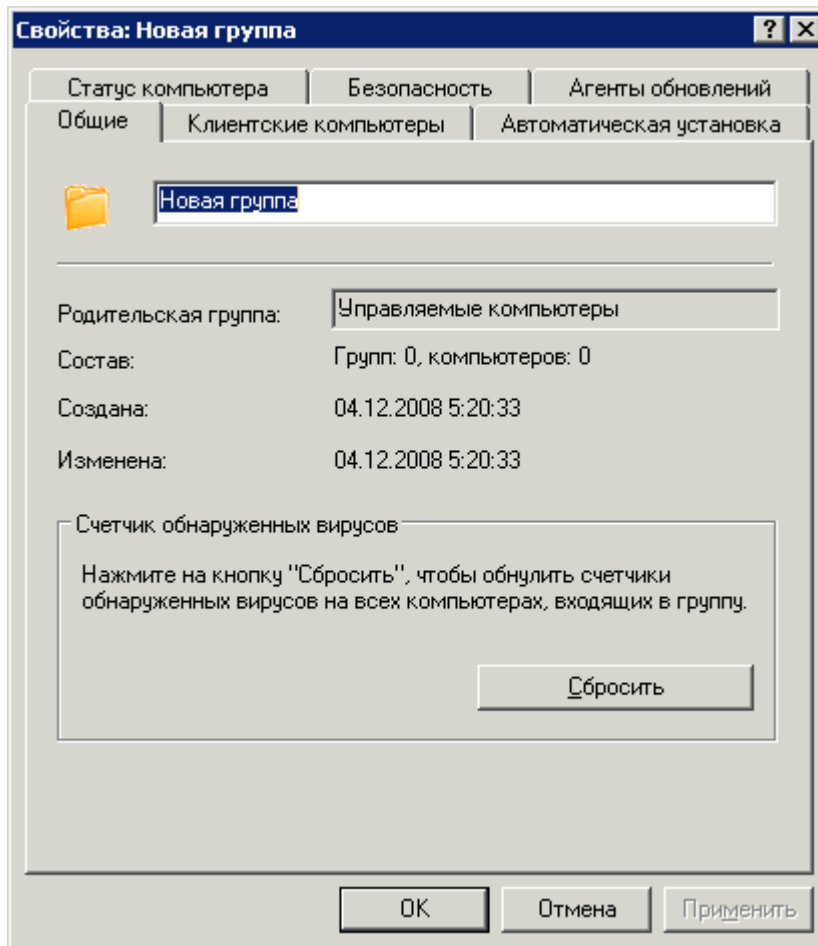 Свойства: Новая группа
Статус компьютера Безопасность Агенты обновлений
Общие Клиентские компьютеры Автоматическая установка
Новая группа
Родительская группа: Управляемые компьютеры
Состав: Групп: 0, компьютеров: 0
Создана: 04.12.2008 5:20:33
Изменена: 04.12.2008 5:20:33
Счетчик обнаруженных вирусов
Нажмите на кнопку "Сбросить", чтобы обнулить счетчики
обнаруженных вирусов на всех компьютерах, входящих в группу.
Сбросить
OK Отмена Применить